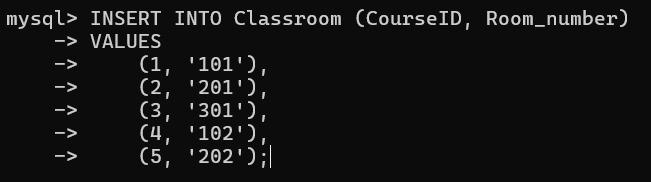 mysql> INSERT INTO Classroom (CourseID, Room_number)
    -> VALUES
    ->     (1, '101'),
    ->     (2, '201'),
    ->     (3, '301'),
    ->     (4, '102'),
    ->     (5, '202');